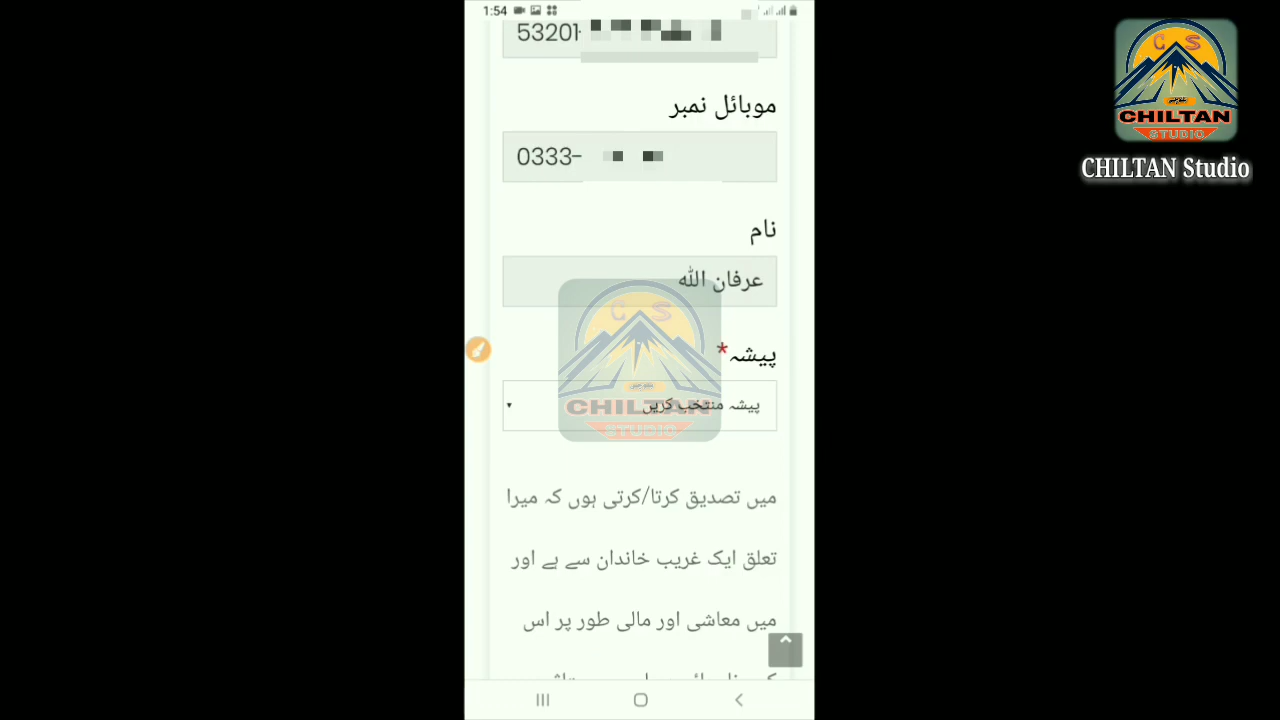 1:54
53201-
موبائل نمبر
0333-
نام
عرفان اللہ
پیشہ*
پیشہ منتخب کریں
میں تصدیق کرتا/کرتی ہوں کہ میرا
تعلق ایک غریب خاندان سے ہے اور
میں معاشی اور مالی طور پر اس
C S
CHILTAN
STUDIO
C S
CHILTAN
STUDIO
CHILTAN Studio